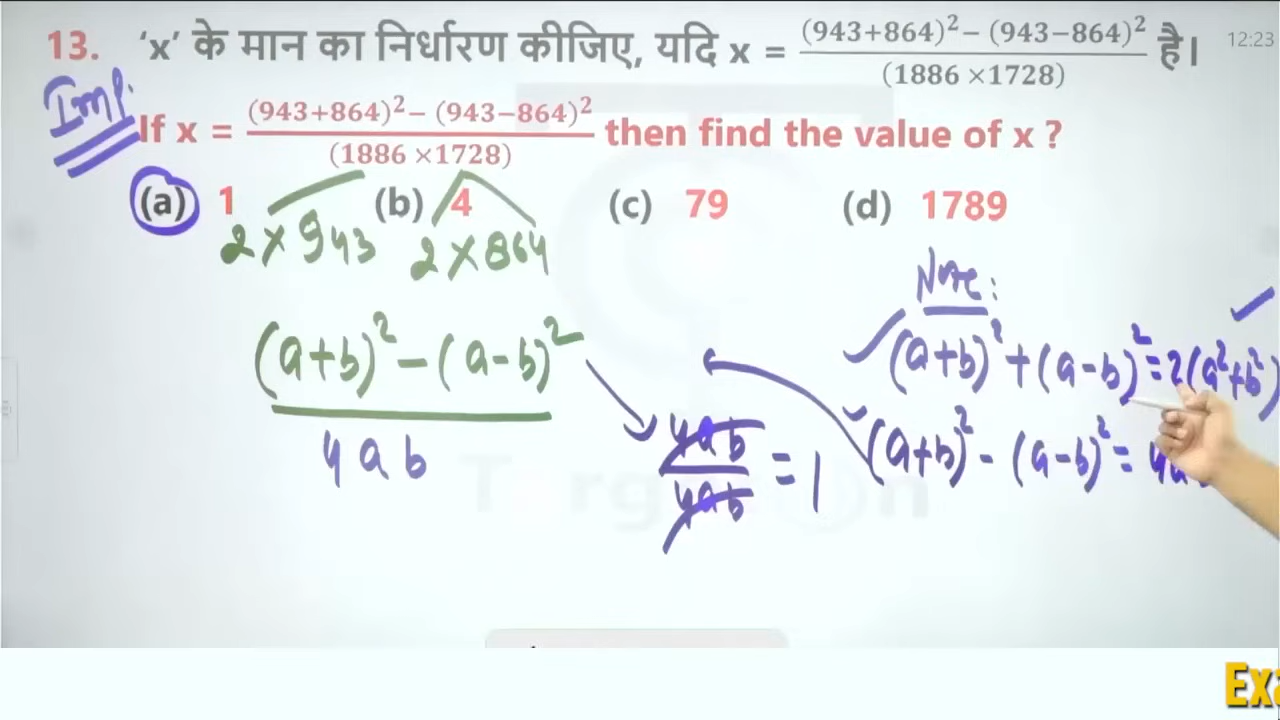 13. 'x' के मान का निर्धारण कीजिए, यदि x = (943+864)² − (943−864)² / (1886 ×1728) है।
12:23
Imp.
If x = (943+864)² − (943−864)² / (1886 ×1728) then find the value of x ?
(a) 1 (b) 4 (c) 79 (d) 1789
2 × 943 2 × 864
Note:
(a+b)² + (a-b)² = 2(a²+b²)
(a+b)² - (a-b)² = 4a
(a+b)² - (a-b)²
4ab
4ab / 4ab = 1